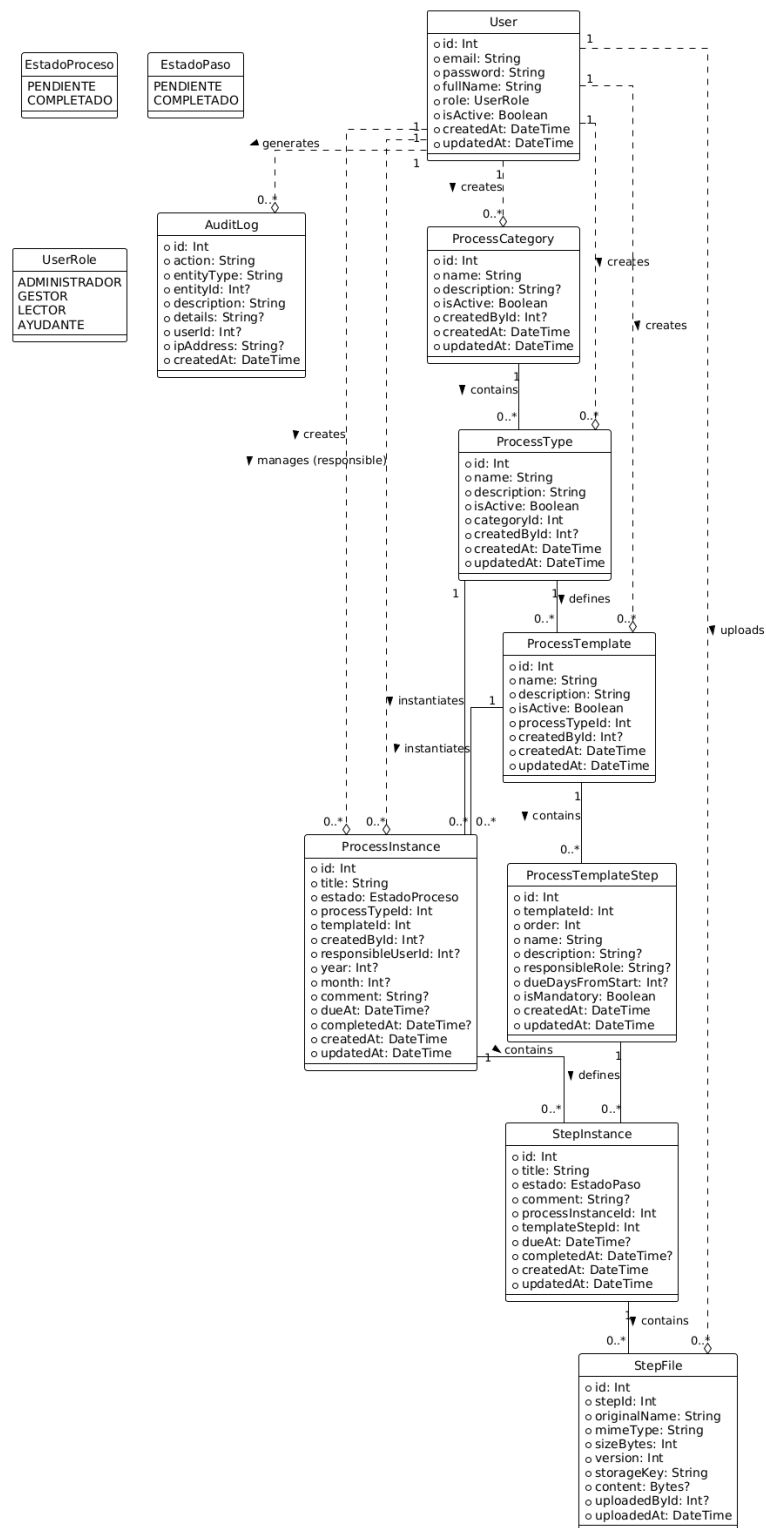 User
id: Int
email: String
password: String
fullName: String
role: UserRole
isActive: Boolean
createdAt: DateTime
updatedAt: DateTime
EstadoProceso
PENDIENTE
COMPLETADO
EstadoPaso
PENDIENTE
COMPLETADO
1
1
1
1
1
1
1
generates
creates
0..*
0..*
AuditLog
id: Int
action: String
entityType: String
entityId: Int?
description: String
details: String?
userId: Int?
ipAddress: String?
createdAt: DateTime
UserRole
ADMINISTRADOR
GESTOR
LECTOR
AYUDANTE
ProcessCategory
id: Int
name: String
description: String?
isActive: Boolean
createdById: Int?
createdAt: DateTime
updatedAt: DateTime
creates
creates
1
contains
0..*
0..*
creates
manages (responsible)
ProcessType
id: Int
name: String
description: String
isActive: Boolean
categoryId: Int
createdById: Int?
createdAt: DateTime
updatedAt: DateTime
1
1
defines
0..*
0..*
uploads
ProcessTemplate
id: Int
name: String
description: String
isActive: Boolean
processTypeId: Int
createdById: Int?
createdAt: DateTime
updatedAt: DateTime
instantiates
1
instantiates
1
contains
0..*
0..*
0..*
0..*
0..*
ProcessInstance
id: Int
title: String
estado: EstadoProceso
processTypeId: Int
templateId: Int
createdById: Int?
responsibleUserId: Int?
year: Int?
month: Int?
comment: String?
dueAt: DateTime?
completedAt: DateTime?
createdAt: DateTime
updatedAt: DateTime
ProcessTemplateStep
id: Int
templateId: Int
order: Int
name: String
description: String?
responsibleRole: String?
dueDaysFromStart: Int?
isMandatory: Boolean
createdAt: DateTime
updatedAt: DateTime
1
contains
1
defines
0..*
0..*
StepInstance
id: Int
title: String
estado: EstadoPaso
comment: String?
processInstanceId: Int
templateStepId: Int
dueAt: DateTime?
completedAt: DateTime?
createdAt: DateTime
updatedAt: DateTime
1
contains
0..*
0..*
StepFile
id: Int
stepId: Int
originalName: String
mimeType: String
sizeBytes: Int
version: Int
storageKey: String
content: Bytes?
uploadedById: Int?
uploadedAt: DateTime